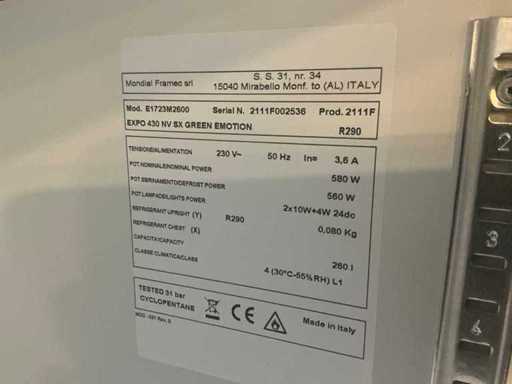 Mondial Framec srl
S. S. 31, nr. 34
15040 Mirabello Monf. to (AL) ITALY
Mod. E1723M2600 Serial N. 2111F002536 Prod. 2111F
EXPO 430 NV SX GREEN EMOTION R290
TENSIONE/ALIMENTATION 230 V~ 50 Hz In= 3,6 A
POT.NOMINALE/NOMINAL POWER 580 W
POT SBRINAMENTO/DEFROST POWER 560 W
POT LAMPADE/LIGHTS POWER 2x10W+4W 24dc
REFRIGERANT UPRIGHT (Y) R290 0,080 Kg
REFRIGERANT CHEST (X)
CAPACITA'/CAPACITY 260 l
CLASSE CLIMATICA/CLASS 4 (30°C-55%RH) L1
TESTED 31 bar
CYCLOPENTANE
CE
Made in Italy
2
3
4